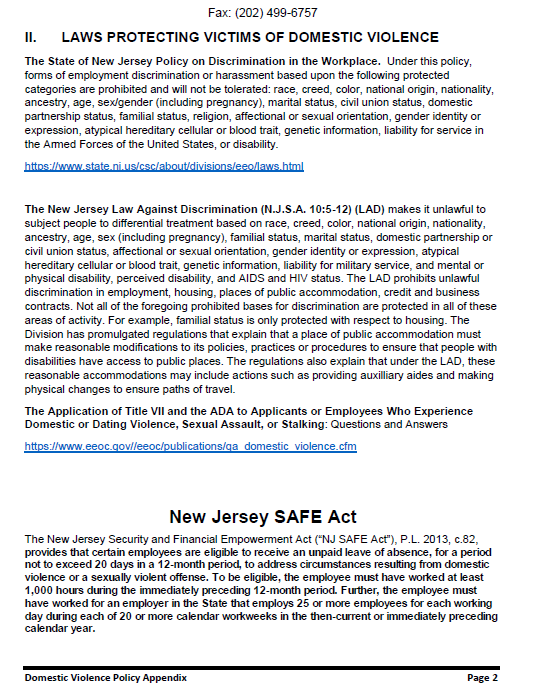 Fax: (202) 499-6757
II. LAWS PROTECTING VICTIMS OF DOMESTIC VIOLENCE
The State of New Jersey Policy on Discrimination in the Workplace. Under this policy,
forms of employment discrimination or harassment based upon the following protected
categories are prohibited and will not be tolerated: race, creed, color, national origin, nationality,
ancestry, age, sex/gender (including pregnancy), marital status, civil union status, domestic
partnership status, familial status, religion, affectional or sexual orientation, gender identity or
expression, atypical hereditary cellular or blood trait, genetic information, liability for service in
the Armed Forces of the United States, or disability.
https://www.state.nj.us/csc/about/divisions/eeo/laws.html
The New Jersey Law Against Discrimination (N.J.S.A. 10:5-12) (LAD) makes it unlawful to
subject people to differential treatment based on race, creed, color, national origin, nationality,
ancestry, age, sex (including pregnancy), familial status, marital status, domestic partnership or
civil union status, affectional or sexual orientation, gender identity or expression, atypical
hereditary cellular or blood trait, genetic information, liability for military service, and mental or
physical disability, perceived disability, and AIDS and HIV status. The LAD prohibits unlawful
discrimination in employment, housing, places of public accommodation, credit and business
contracts. Not all of the foregoing prohibited bases for discrimination are protected in all of these
areas of activity. For example, familial status is only protected with respect to housing. The
Division has promulgated regulations that explain that a place of public accommodation must
make reasonable modifications to its policies, practices or procedures to ensure that people with
disabilities have access to public places. The regulations also explain that under the LAD, these
reasonable accommodations may include actions such as providing auxilliary aides and making
physical changes to ensure paths of travel.
The Application of Title VII and the ADA to Applicants or Employees Who Experience
Domestic or Dating Violence, Sexual Assault, or Stalking: Questions and Answers
https://www.eeoc.gov//eeoc/publications/qa_domestic_violence.cfm
New Jersey SAFE Act
The New Jersey Security and Financial Empowerment Act (“NJ SAFE Act”), P.L. 2013, c.82,
provides that certain employees are eligible to receive an unpaid leave of absence, for a period
not to exceed 20 days in a 12-month period, to address circumstances resulting from domestic
violence or a sexually violent offense. To be eligible, the employee must have worked at least
1,000 hours during the immediately preceding 12-month period. Further, the employee must
have worked for an employer in the State that employs 25 or more employees for each working
day during each of 20 or more calendar workweeks in the then-current or immediately preceding
calendar year.
Domestic Violence Policy Appendix Page 2